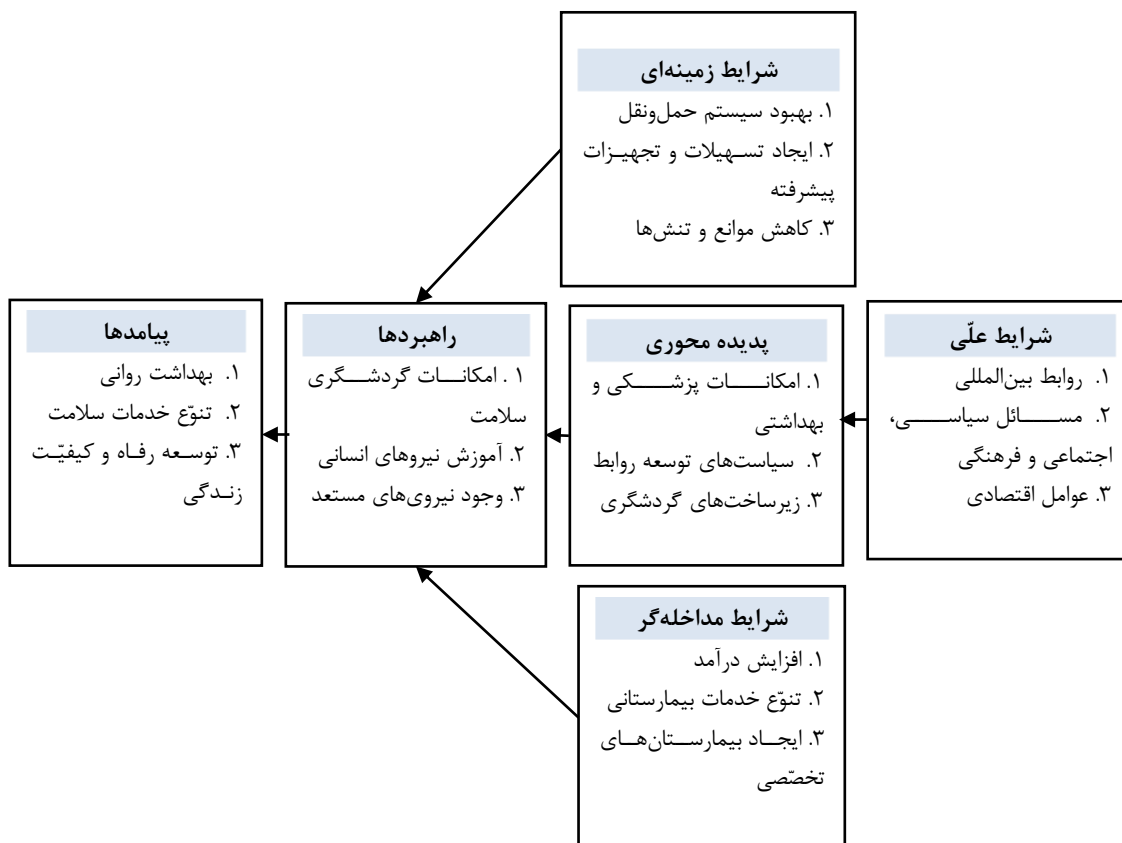 شرایط زمینه‌ای
۱. بهبود سیستم حمل‌ونقل
۲. ایجاد تسهیلات و تجهیزات
پیشرفته
۳. کاهش موانع و تنش‌ها
شرایط علّی
۱. روابط بین‌المللی
۲. مسائل سیاسی،
اجتماعی و فرهنگی
۳. عوامل اقتصادی
پدیده محوری
۱. امکانات پزشکی و
بهداشتی
۲. سیاست‌های توسعه روابط
۳. زیرساخت‌های گردشگری
راهبردها
۱. امکانات گردشگری
سلامت
۲. آموزش نیروهای انسانی
۳. وجود نیروی‌های مستعد
پیامدها
۱. بهداشت روانی
۲. تنوّع خدمات سلامت
۳. توسعه رفاه و کیفیّت
زندگی
شرایط مداخله‌گر
۱. افزایش درآمد
۲. تنوّع خدمات بیمارستانی
۳. ایجاد بیمارستان‌های
تخصّصی